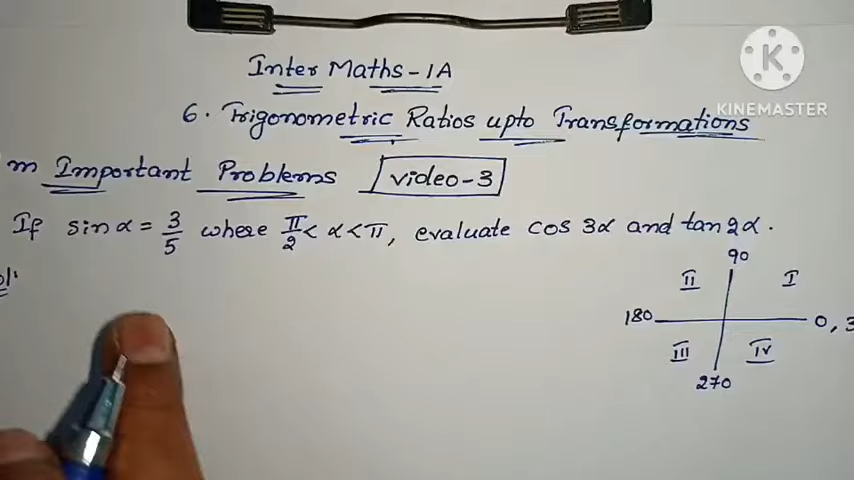 Inter Maths-1A
6. Trigonometric Ratios upto Transformations
m Important Problems video-3
If sin α = 3/5 where π/2 < α < π, evaluate cos 3α and tan 2α.
90
II I
180 0, 3
III IV
270
K
KINEMASTER